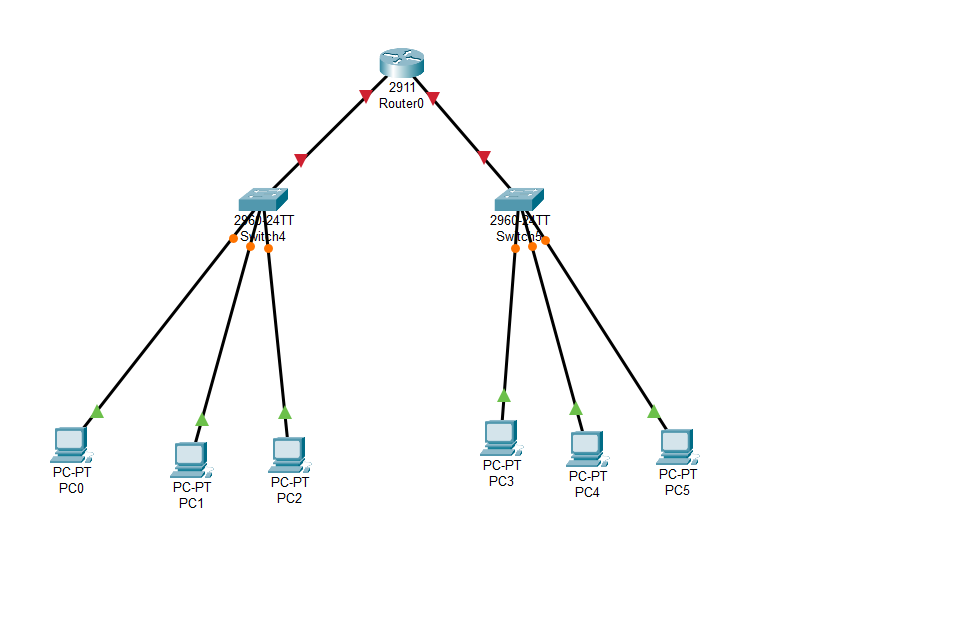 2911
Router0
2960-24TT
Switch4
2960-24TT
Switch5
PC-PT
PC0
PC-PT
PC1
PC-PT
PC2
PC-PT
PC3
PC-PT
PC4
PC-PT
PC5